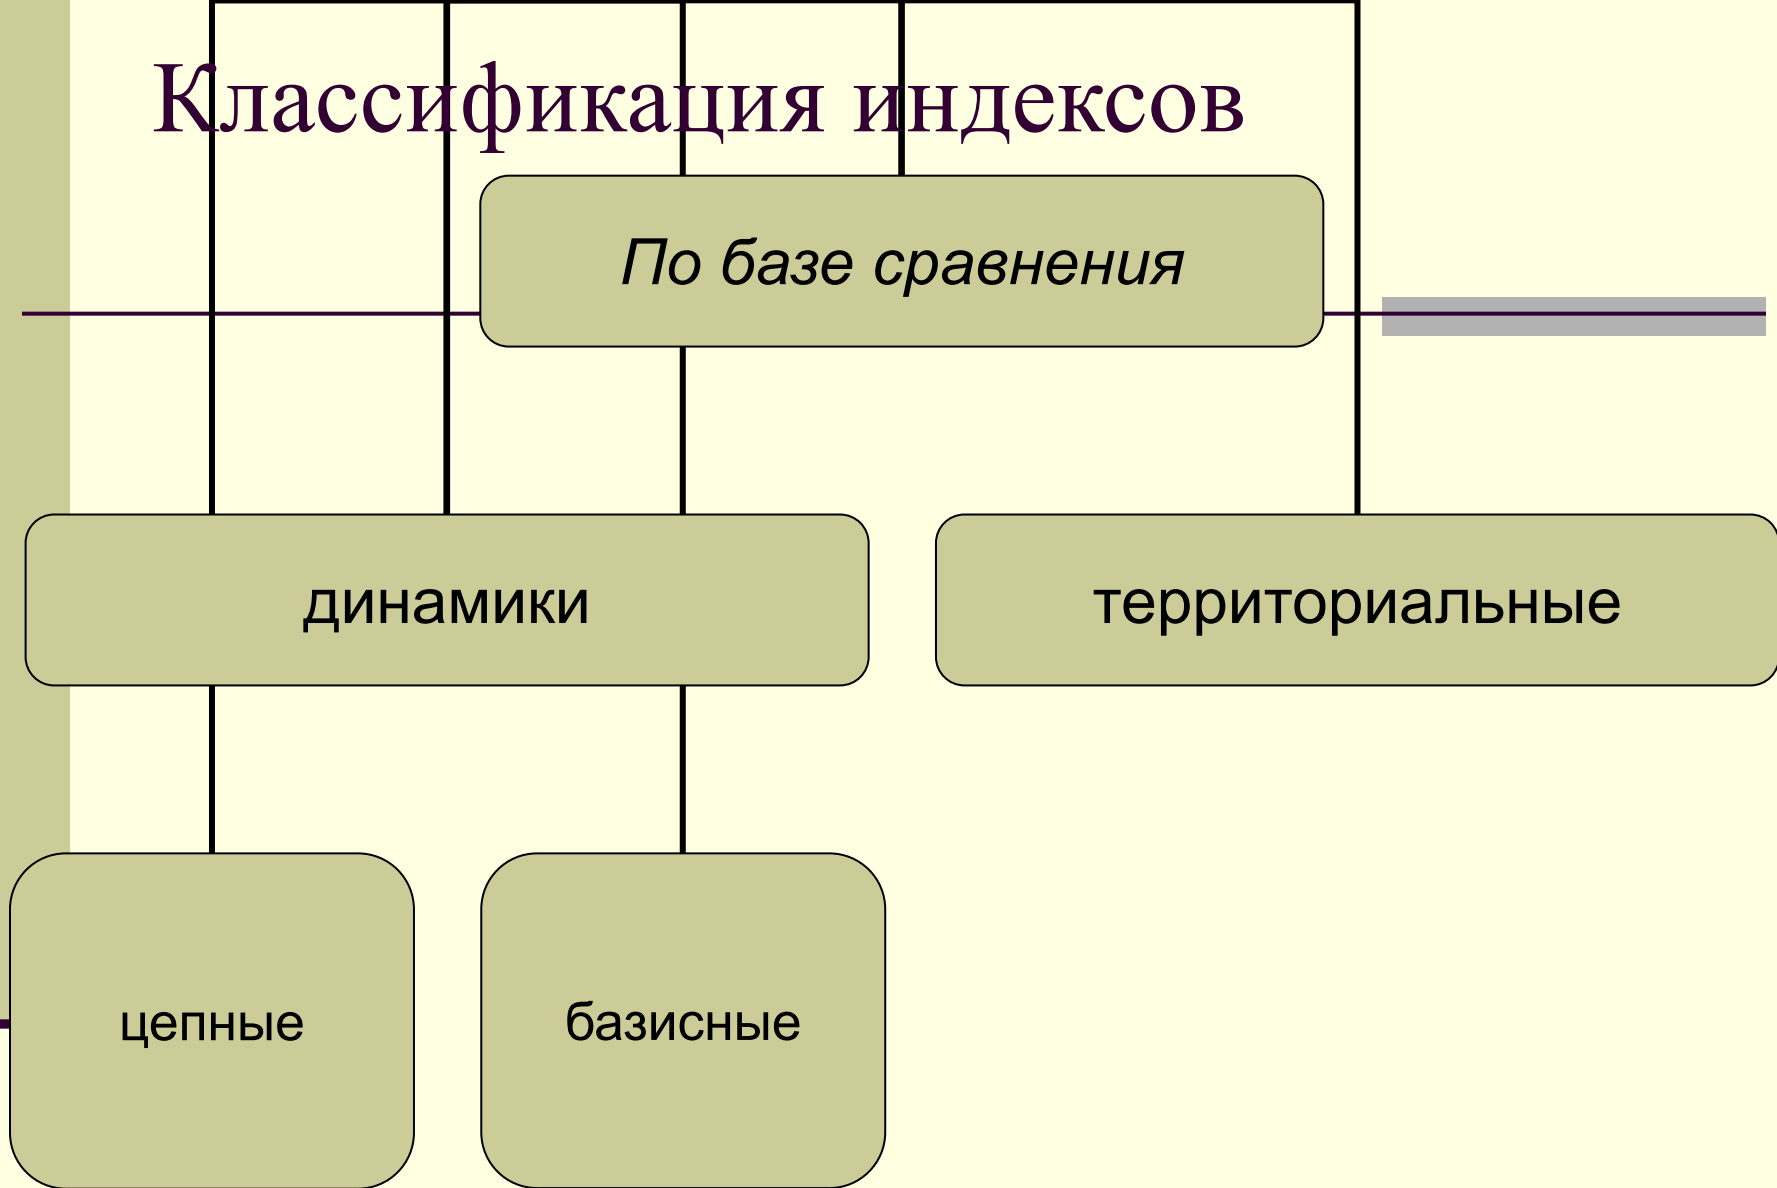 Классификация индексов
По базе сравнения
динамики
территориальные
цепные
базисные